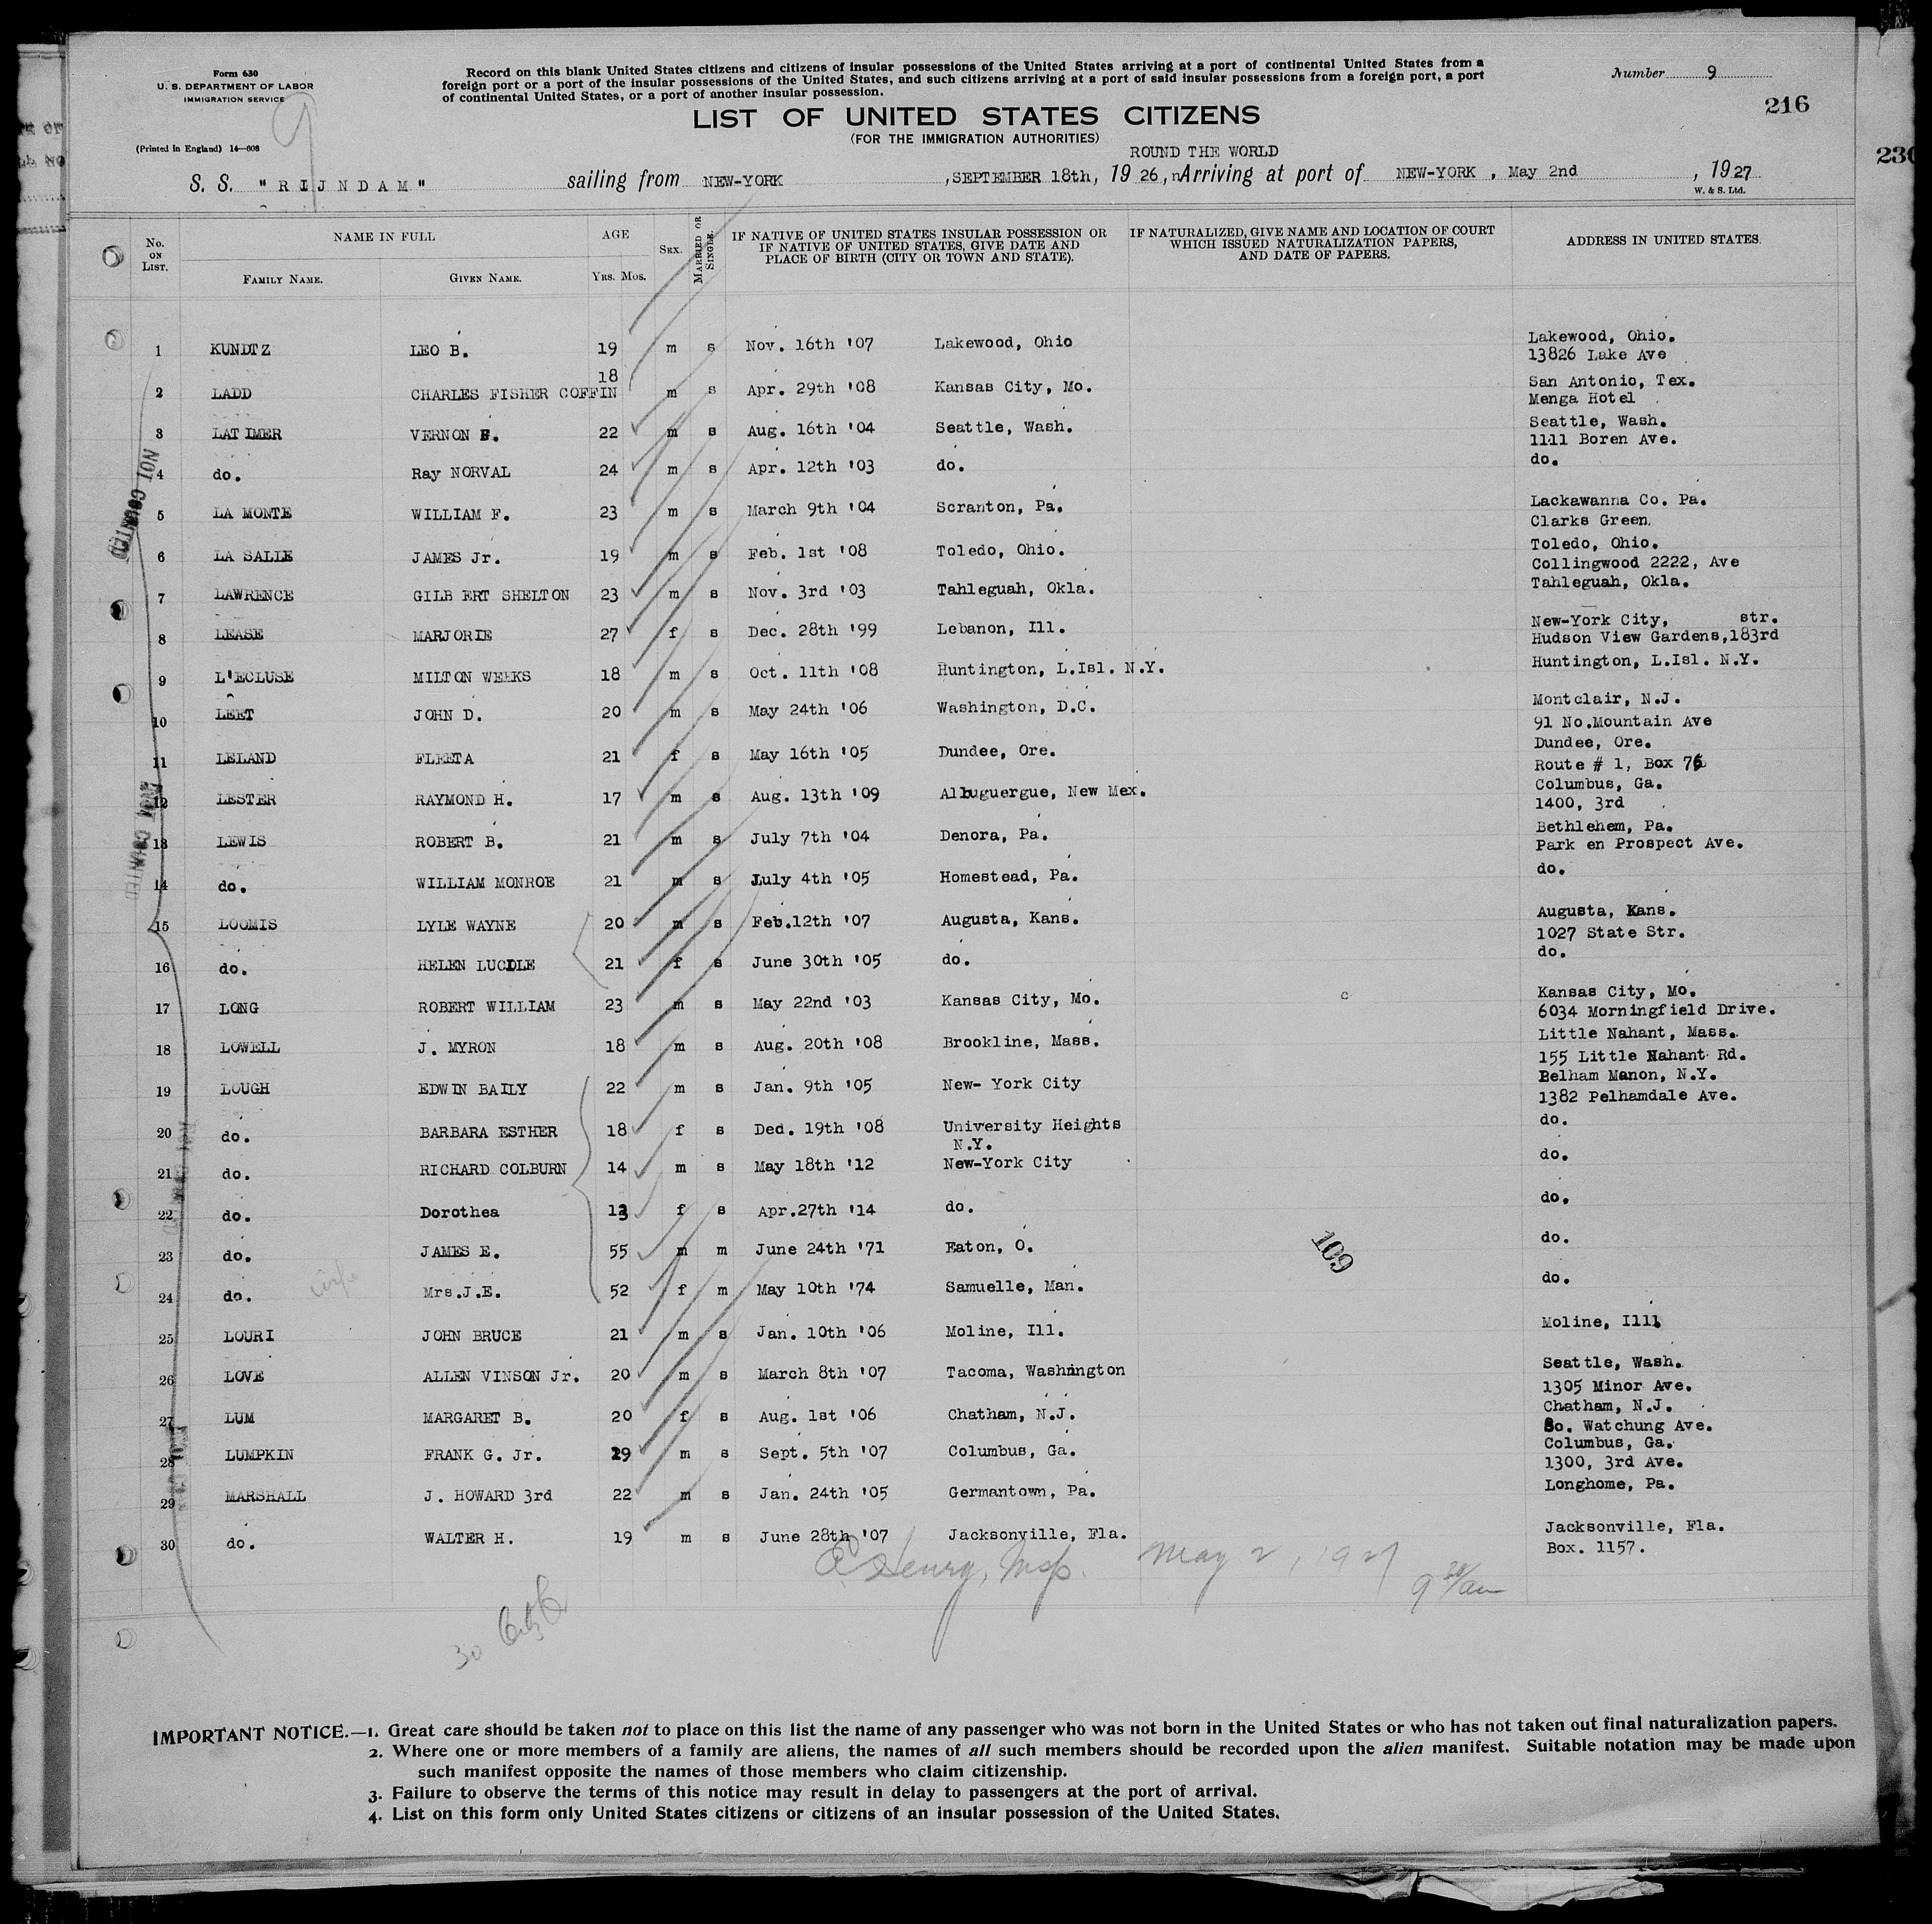 Form 630
U. S. DEPARTMENT OF LABOR
IMMIGRATION SERVICE
(Printed in England) 14—608
Record on this blank United States citizens and citizens of insular possessions of the United States arriving at a port of continental United States from a
foreign port or a port of the insular possessions of the United States, and such citizens arriving at a port of said insular possessions from a foreign port, a port
of continental United States, or a port of another insular possession.
Number 9
216
230
9
LIST OF UNITED STATES CITIZENS
(FOR THE IMMIGRATION AUTHORITIES)
ROUND THE WORLD
S. S. "RIJNDAM" sailing from NEW-YORK, SEPTEMBER 18th, 1926, Arriving at port of NEW-YORK, May 2nd, 1927
W. & S. Ltd.
No. ON LIST. NAME IN FULL AGE SEX. MARRIED OR SINGLE. IF NATIVE OF UNITED STATES INSULAR POSSESSION OR IF NATIVE OF UNITED STATES, GIVE DATE AND PLACE OF BIRTH (CITY OR TOWN AND STATE). IF NATURALIZED, GIVE NAME AND LOCATION OF COURT WHICH ISSUED NATURALIZATION PAPERS, AND DATE OF PAPERS. ADDRESS IN UNITED STATES.
FAMILY NAME. GIVEN NAME. YRS. MOS.
1 KUNDTZ LEO B. 19 m s Nov. 16th '07 Lakewood, Ohio Lakewood, Ohio.
13826 Lake Ave
2 LADD CHARLES FISHER COFFIN 18 m s Apr. 29th '08 Kansas City, Mo. San Antonio, Tex.
Menga Hotel
3 LATIMER VERNON F. 22 m s Aug. 16th '04 Seattle, Wash. Seattle, Wash.
1111 Boren Ave.
4 do. Ray NORVAL 24 m s Apr. 12th '03 do. do.
5 LA MONTE WILLIAM F. 23 m s March 9th '04 Scranton, Pa. Lackawanna Co. Pa.
Clarks Green.
6 LA SALLE JAMES Jr. 19 m s Feb. 1st '08 Toledo, Ohio. Toledo, Ohio.
Collingwood 2222, Ave
7 LAWRENCE GILBERT SHELTON 23 m s Nov. 3rd '03 Tahleguah, Okla. Tahleguah, Okla.
8 LEASE MARJORIE 27 f s Dec. 28th '99 Lebanon, Ill. New-York City, str.
Hudson View Gardens,183rd
9 L'ECLUSE MILTON WEEKS 18 m s Oct. 11th '08 Huntington, L.Isl. N.Y. Huntington, L.Isl. N.Y.
10 LEET JOHN D. 20 m s May 24th '06 Washington, D.C. Montclair, N.J.
91 No.Mountain Ave
11 LELAND FLEETA 21 f s May 16th '05 Dundee, Ore. Dundee, Ore.
Route # 1, Box 76
12 LESTER RAYMOND H. 17 m s Aug. 13th '09 Albuguergue, New Mex. Columbus, Ga.
1400, 3rd
13 LEWIS ROBERT B. 21 m s July 7th '04 Denora, Pa. Bethlehem, Pa.
Park en Prospect Ave.
14 do. WILLIAM MONROE 21 m s July 4th '05 Homestead, Pa. do.
15 LOOMIS LYLE WAYNE 20 m s Feb.12th '07 Augusta, Kans. Augusta, Kans.
1027 State Str.
16 do. HELEN LUCILE 21 f s June 30th '05 do. do.
17 LONG ROBERT WILLIAM 23 m s May 22nd '03 Kansas City, Mo. Kansas City, Mo.
6034 Morningfield Drive.
18 LOWELL J. MYRON 18 m s Aug. 20th '08 Brookline, Mass. Little Nahant, Mass.
155 Little Nahant Rd.
19 LOUGH EDWIN BAILY 22 m s Jan. 9th '05 New- York City Belham Manon, N.Y.
1382 Pelhamdale Ave.
20 do. BARBARA ESTHER 18 f s Ded. 19th '08 University Heights do.
N.Y.
21 do. RICHARD COLBURN 14 m s May 18th '12 New-York City do.
22 do. Dorothea 13 f s Apr.27th '14 do. do.
23 do. JAMES E. 55 m m June 24th '71 Eaton, O. do.
24 do. wife Mrs.J.E. 52 f m May 10th '74 Samuelle, Man. do.
25 LOURI JOHN BRUCE 21 m s Jan. 10th '06 Moline, Ill. Moline, Illl
26 LOVE ALLEN VINSON Jr. 20 m s March 8th '07 Tacoma, Washington Seattle, Wash.
1305 Minor Ave.
27 LUM MARGARET B. 20 f s Aug. 1st '06 Chatham, N.J. Chatham, N.J.
So. Watchung Ave.
28 LUMPKIN FRANK G. Jr. 19 m s Sept. 5th '07 Columbus, Ga. Columbus, Ga.
1300, 3rd Ave.
29 MARSHALL J. HOWARD 3rd 22 m s Jan. 24th '05 Germantown, Pa. Longhome, Pa.
30 do. WALTER H. 19 m s June 28th '07 Jacksonville, Fla. Jacksonville, Fla.
Box. 1157.
NOT COUNTED
109
Henry, Insp. May 2, 1927 9 20/am
30
IMPORTANT NOTICE.—1. Great care should be taken not to place on this list the name of any passenger who was not born in the United States or who has not taken out final naturalization papers.
2. Where one or more members of a family are aliens, the names of all such members should be recorded upon the alien manifest. Suitable notation may be made upon
such manifest opposite the names of those members who claim citizenship.
3. Failure to observe the terms of this notice may result in delay to passengers at the port of arrival.
4. List on this form only United States citizens or citizens of an insular possession of the United States.